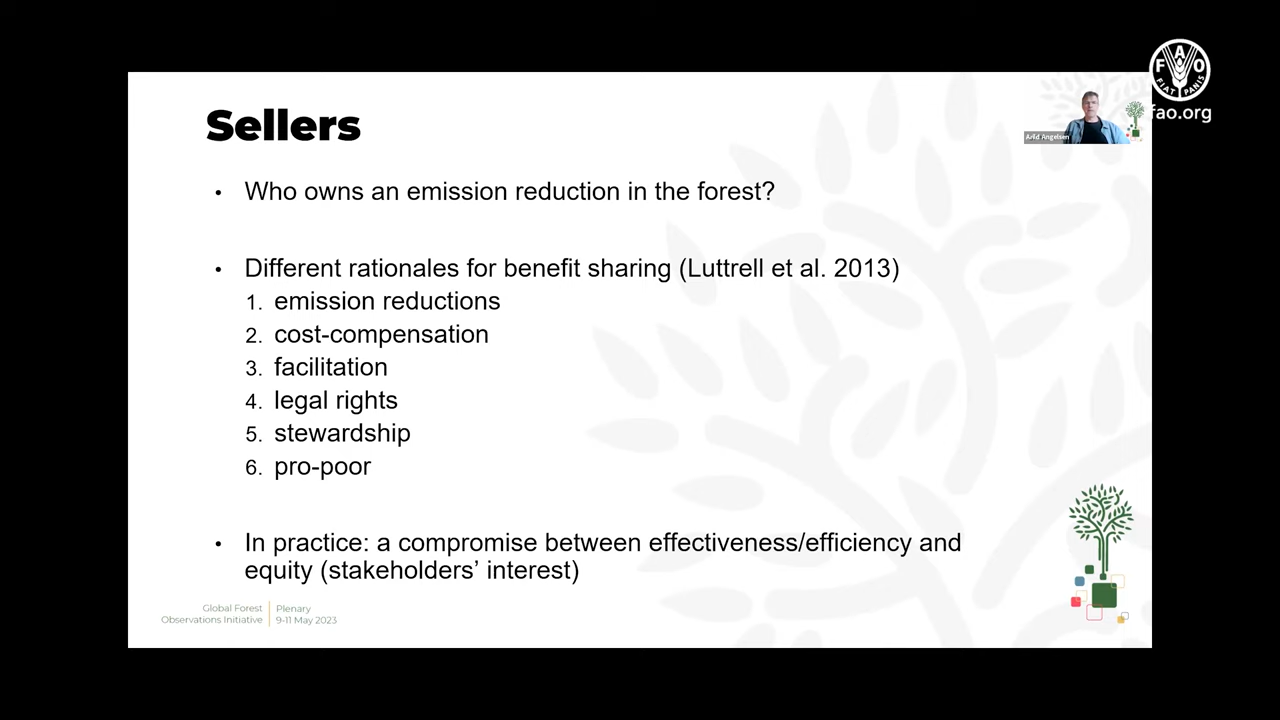 Sellers
• Who owns an emission reduction in the forest?
• Different rationales for benefit sharing (Luttrell et al. 2013)
1. emission reductions
2. cost-compensation
3. facilitation
4. legal rights
5. stewardship
6. pro-poor
• In practice: a compromise between effectiveness/efficiency and
equity (stakeholders’ interest)
Global Forest
Observations Initiative
Plenary
9-11 May 2023
Arild Angelsen
F A O
FIAT PANIS
fao.org